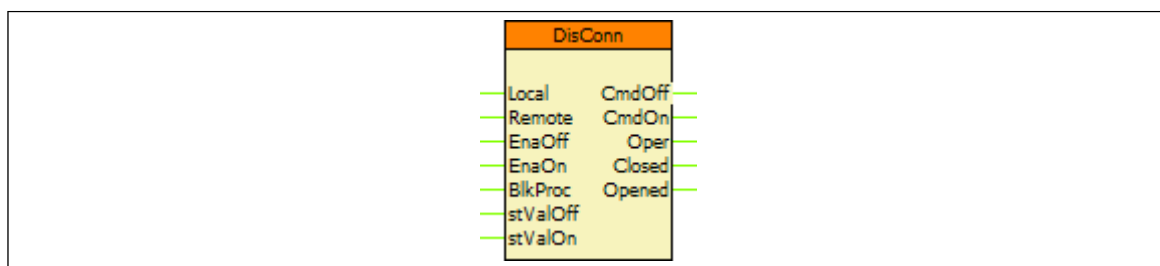 DisConn
Local CmdOff
Remote CmdOn
EnaOff Oper
EnaOn Closed
BlkProc Opened
stValOff
stValOn